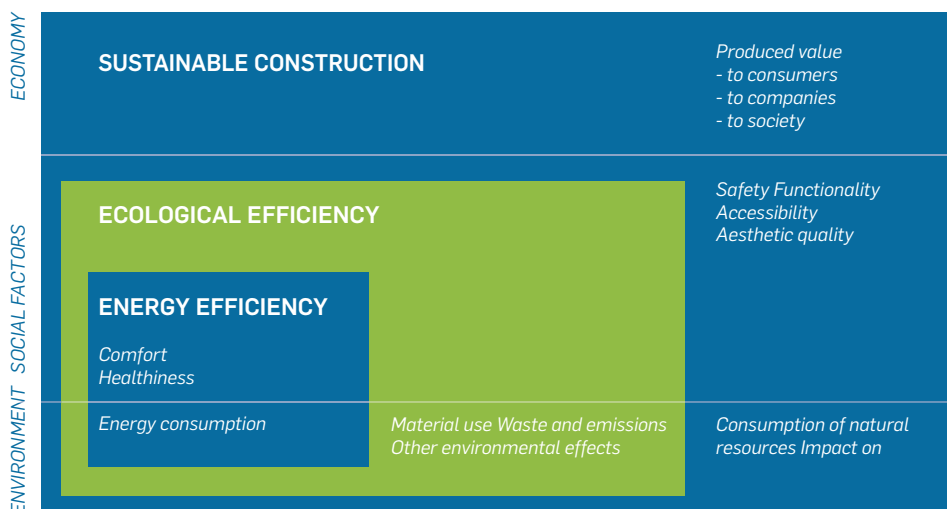 ECONOMY
SUSTAINABLE CONSTRUCTION
Produced value
- to consumers
- to companies
- to society
SOCIAL FACTORS
ECOLOGICAL EFFICIENCY
Safety Functionality
Accessibility
Aesthetic quality
ENERGY EFFICIENCY
Comfort
Healthiness
ENVIRONMENT
Energy consumption
Material use Waste and emissions
Other environmental effects
Consumption of natural
resources Impact on